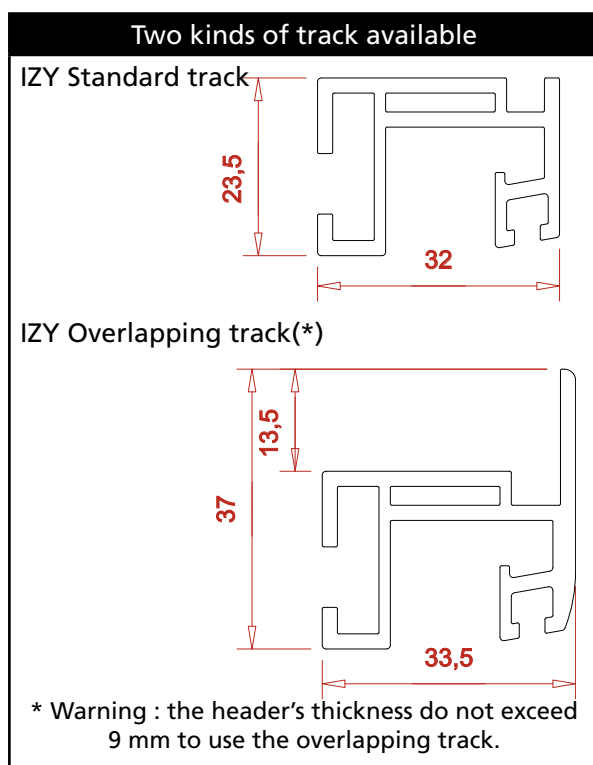 Two kinds of track available
IZY Standard track
23,5
32
IZY Overlapping track(*)
13,5
37
33,5
* Warning : the header's thickness do not exceed
9 mm to use the overlapping track.